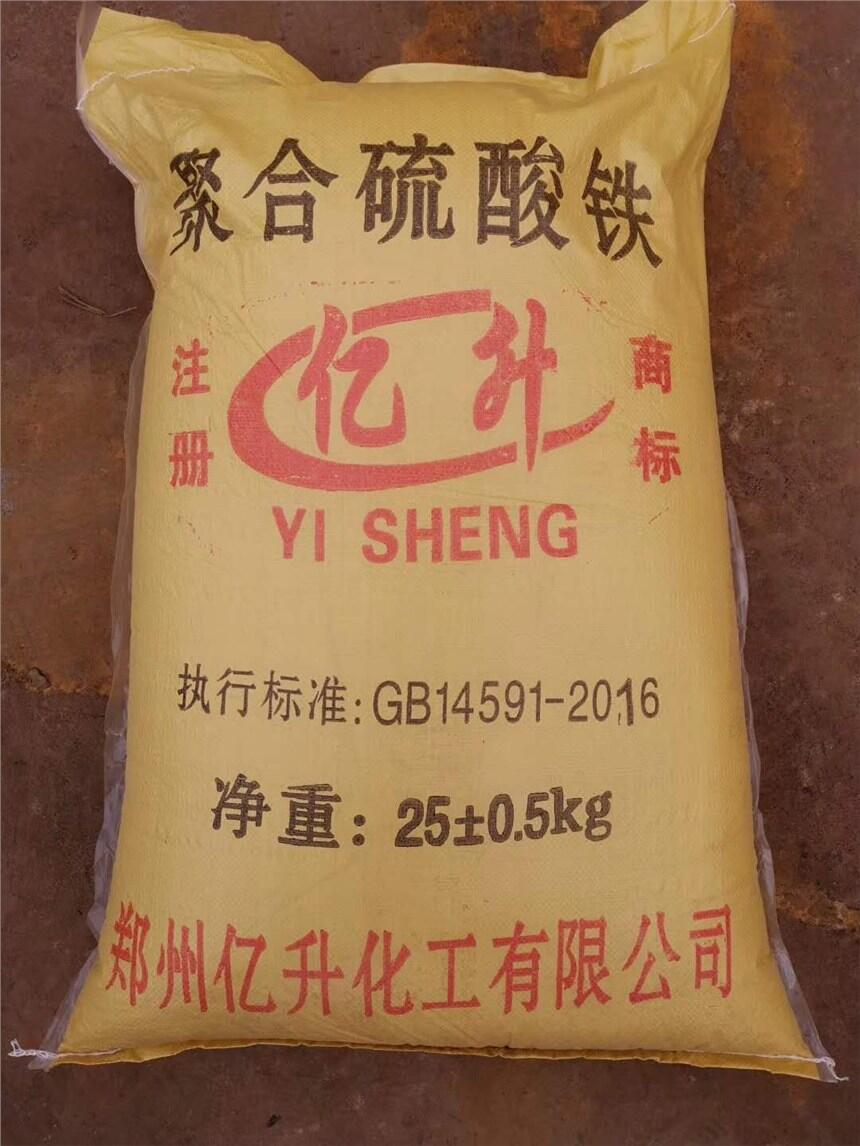 聚合硫酸铁
注册
亿升
商标
YI SHENG
执行标准:GB14591-2016
净重:25±0.5kg
郑州亿升化工有限公司